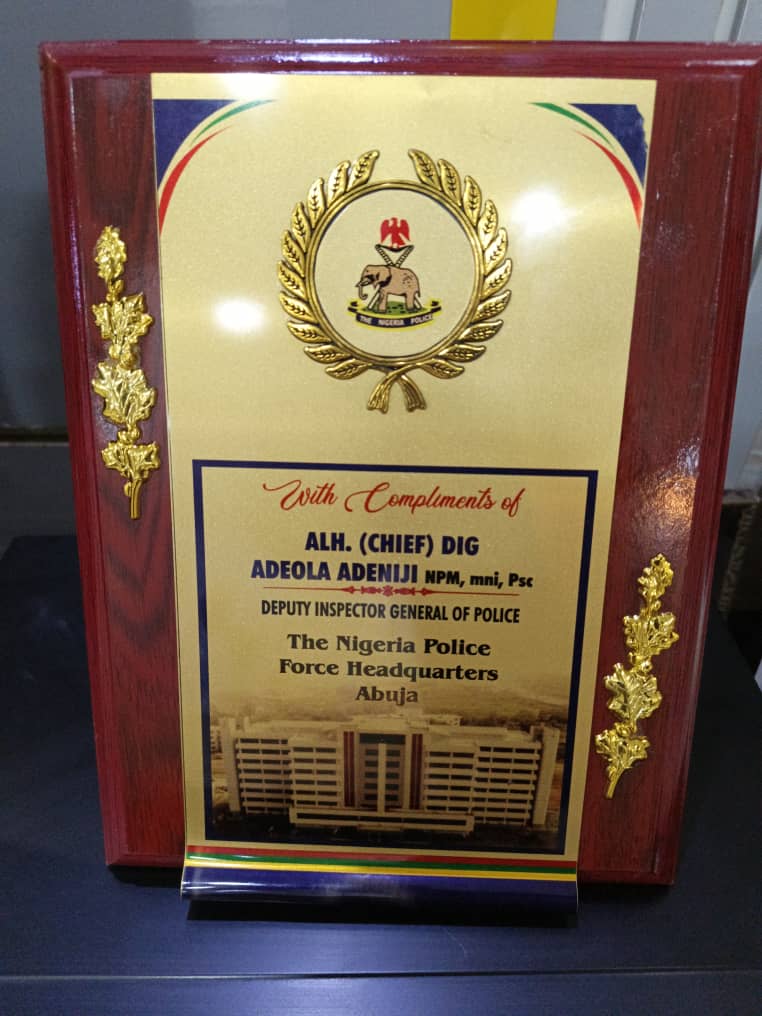 THE NIGERIA POLICE
With Compliments of
ALH. (CHIEF) DIG
ADEOLA ADENIJI NPM, mni, Psc
DEPUTY INSPECTOR GENERAL OF POLICE
The Nigeria Police
Force Headquarters
Abuja